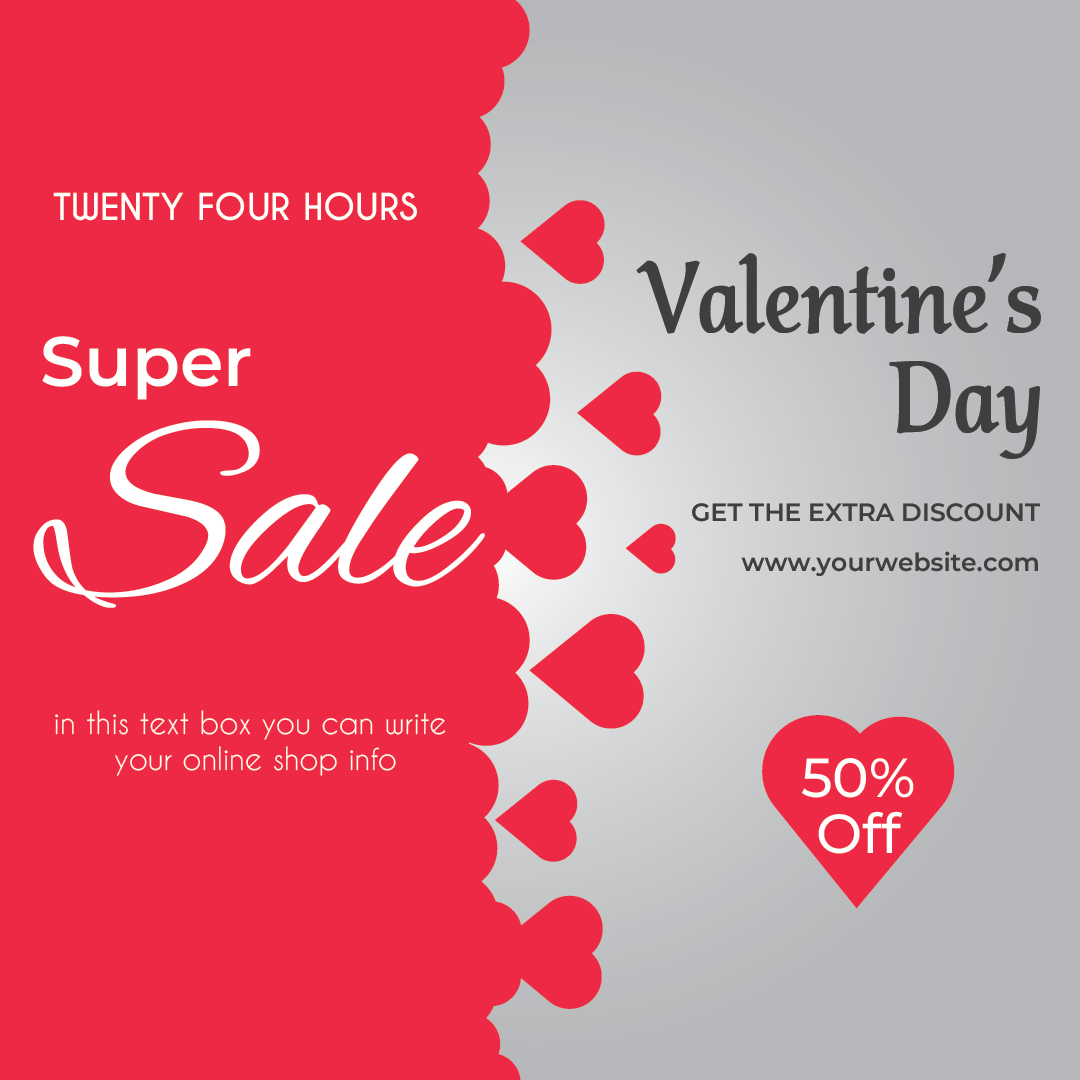 TWENTY FOUR HOURS
Super
Sale
in this text box you can write
your online shop info
Valentine's
Day
GET THE EXTRA DISCOUNT
www.yourwebsite.com
50%
Off